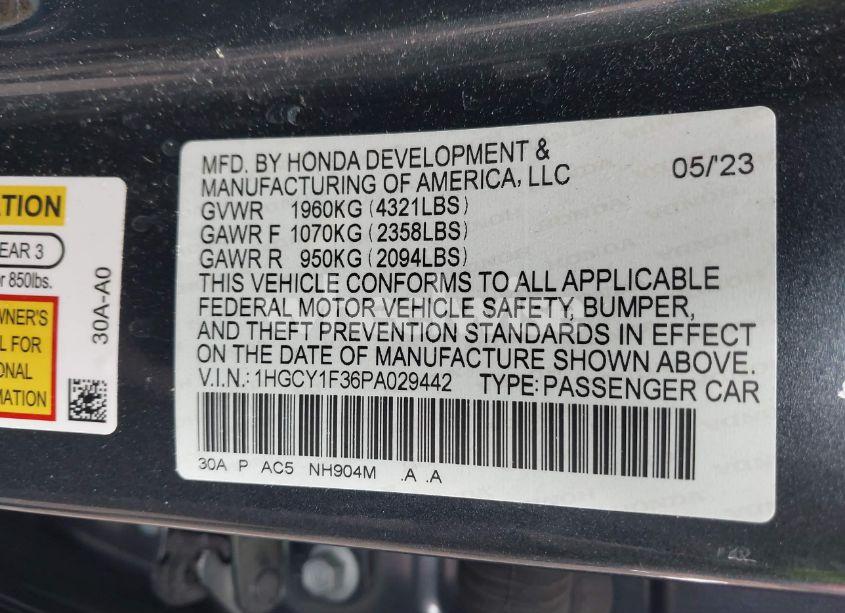 TION
EAR 3
r 850lbs.
WNER'S
L FOR
ONAL
MATION
30A-A0
MFD. BY HONDA DEVELOPMENT &
MANUFACTURING OF AMERICA, LLC 05/'23
GVWR 1960KG (4321LBS)
GAWR F 1070KG (2358LBS)
GAWR R 950KG (2094LBS)
THIS VEHICLE CONFORMS TO ALL APPLICABLE
FEDERAL MOTOR VEHICLE SAFETY, BUMPER,
AND THEFT PREVENTION STANDARDS IN EFFECT
ON THE DATE OF MANUFACTURE SHOWN ABOVE.
V.I.N.: 1HGCY1F36PA029442 TYPE: PASSENGER CAR
30A P AC5 NH904M .A .A